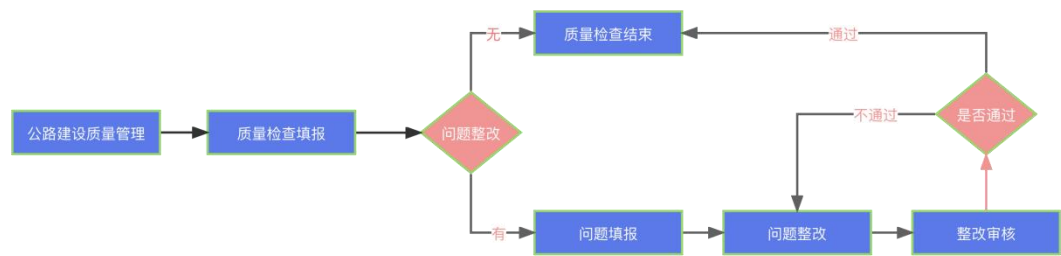 无
质量检查结束
通过
公路建设质量管理
质量检查填报
问题整改
不通过
是否通过
有
问题填报
问题整改
整改审核